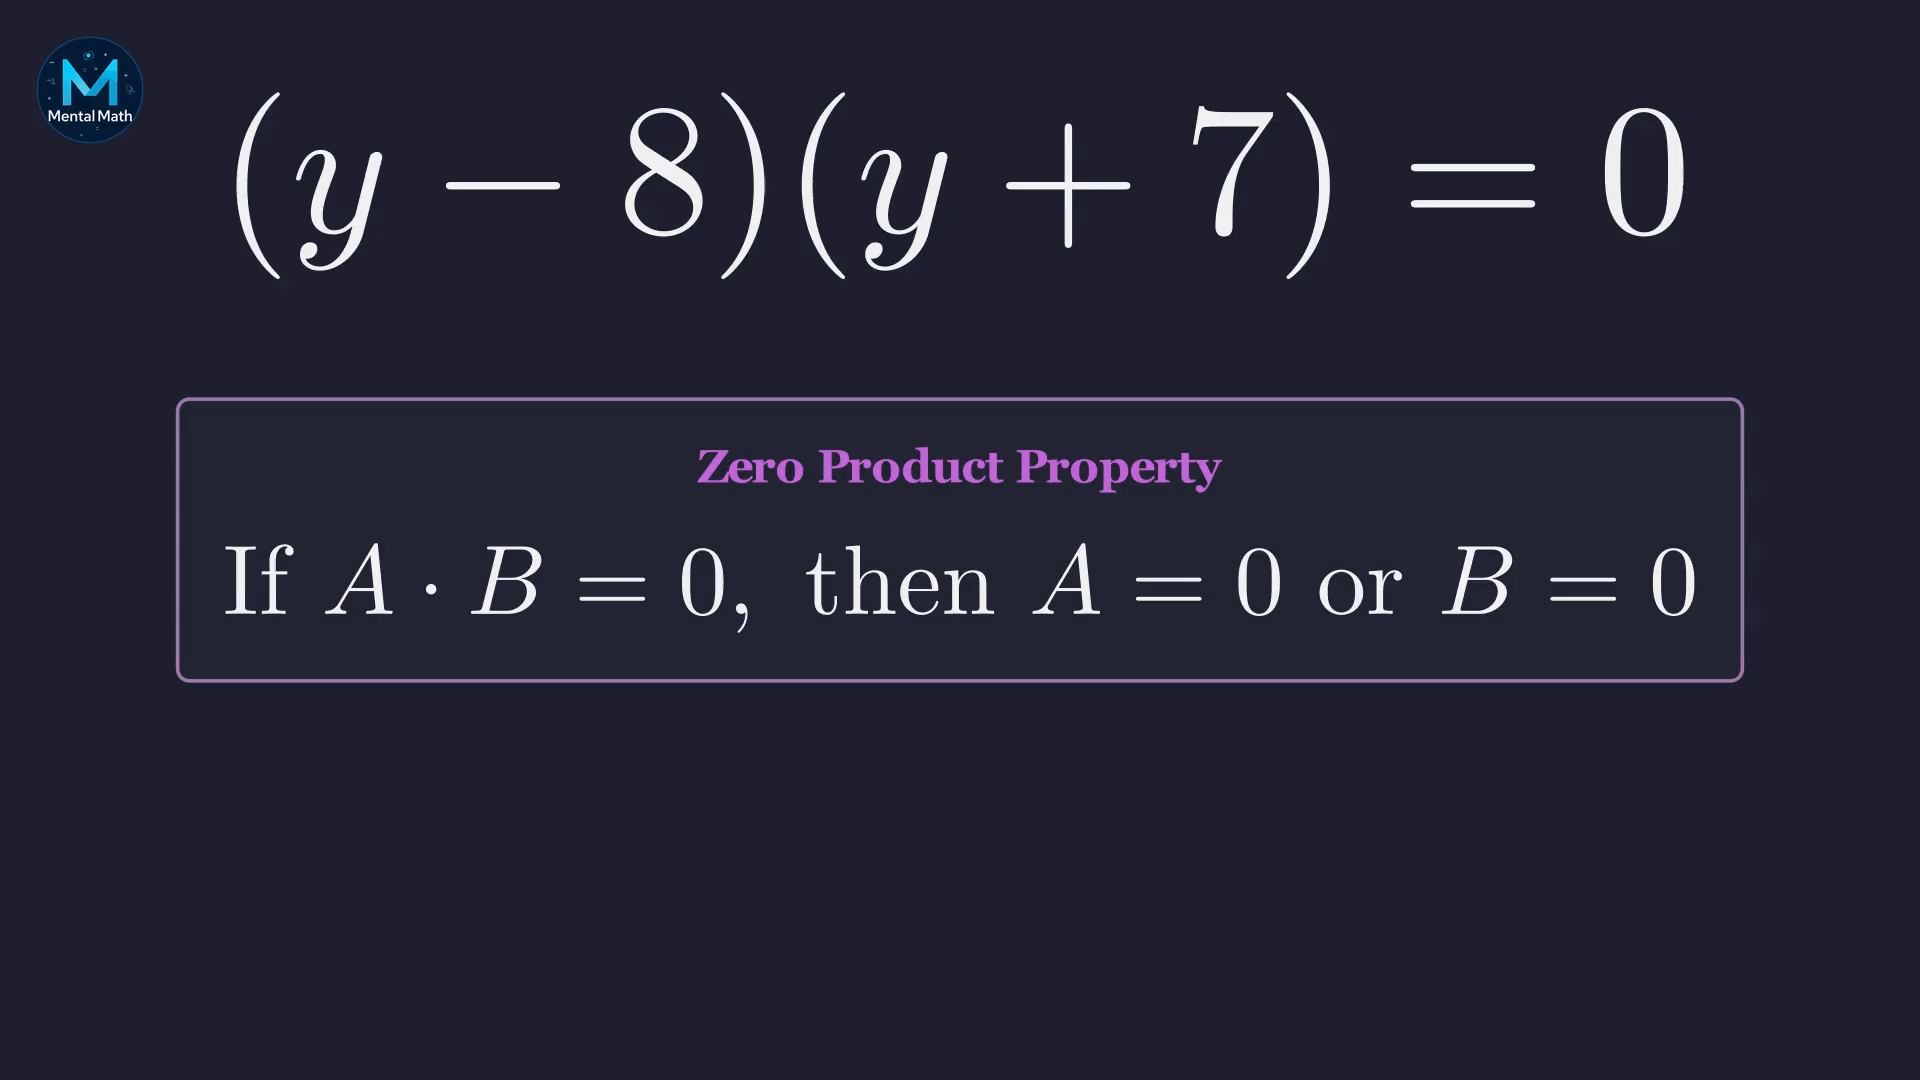 M
Mental Math
(y − 8)(y + 7) = 0
Zero Product Property
If A · B = 0, then A = 0 or B = 0